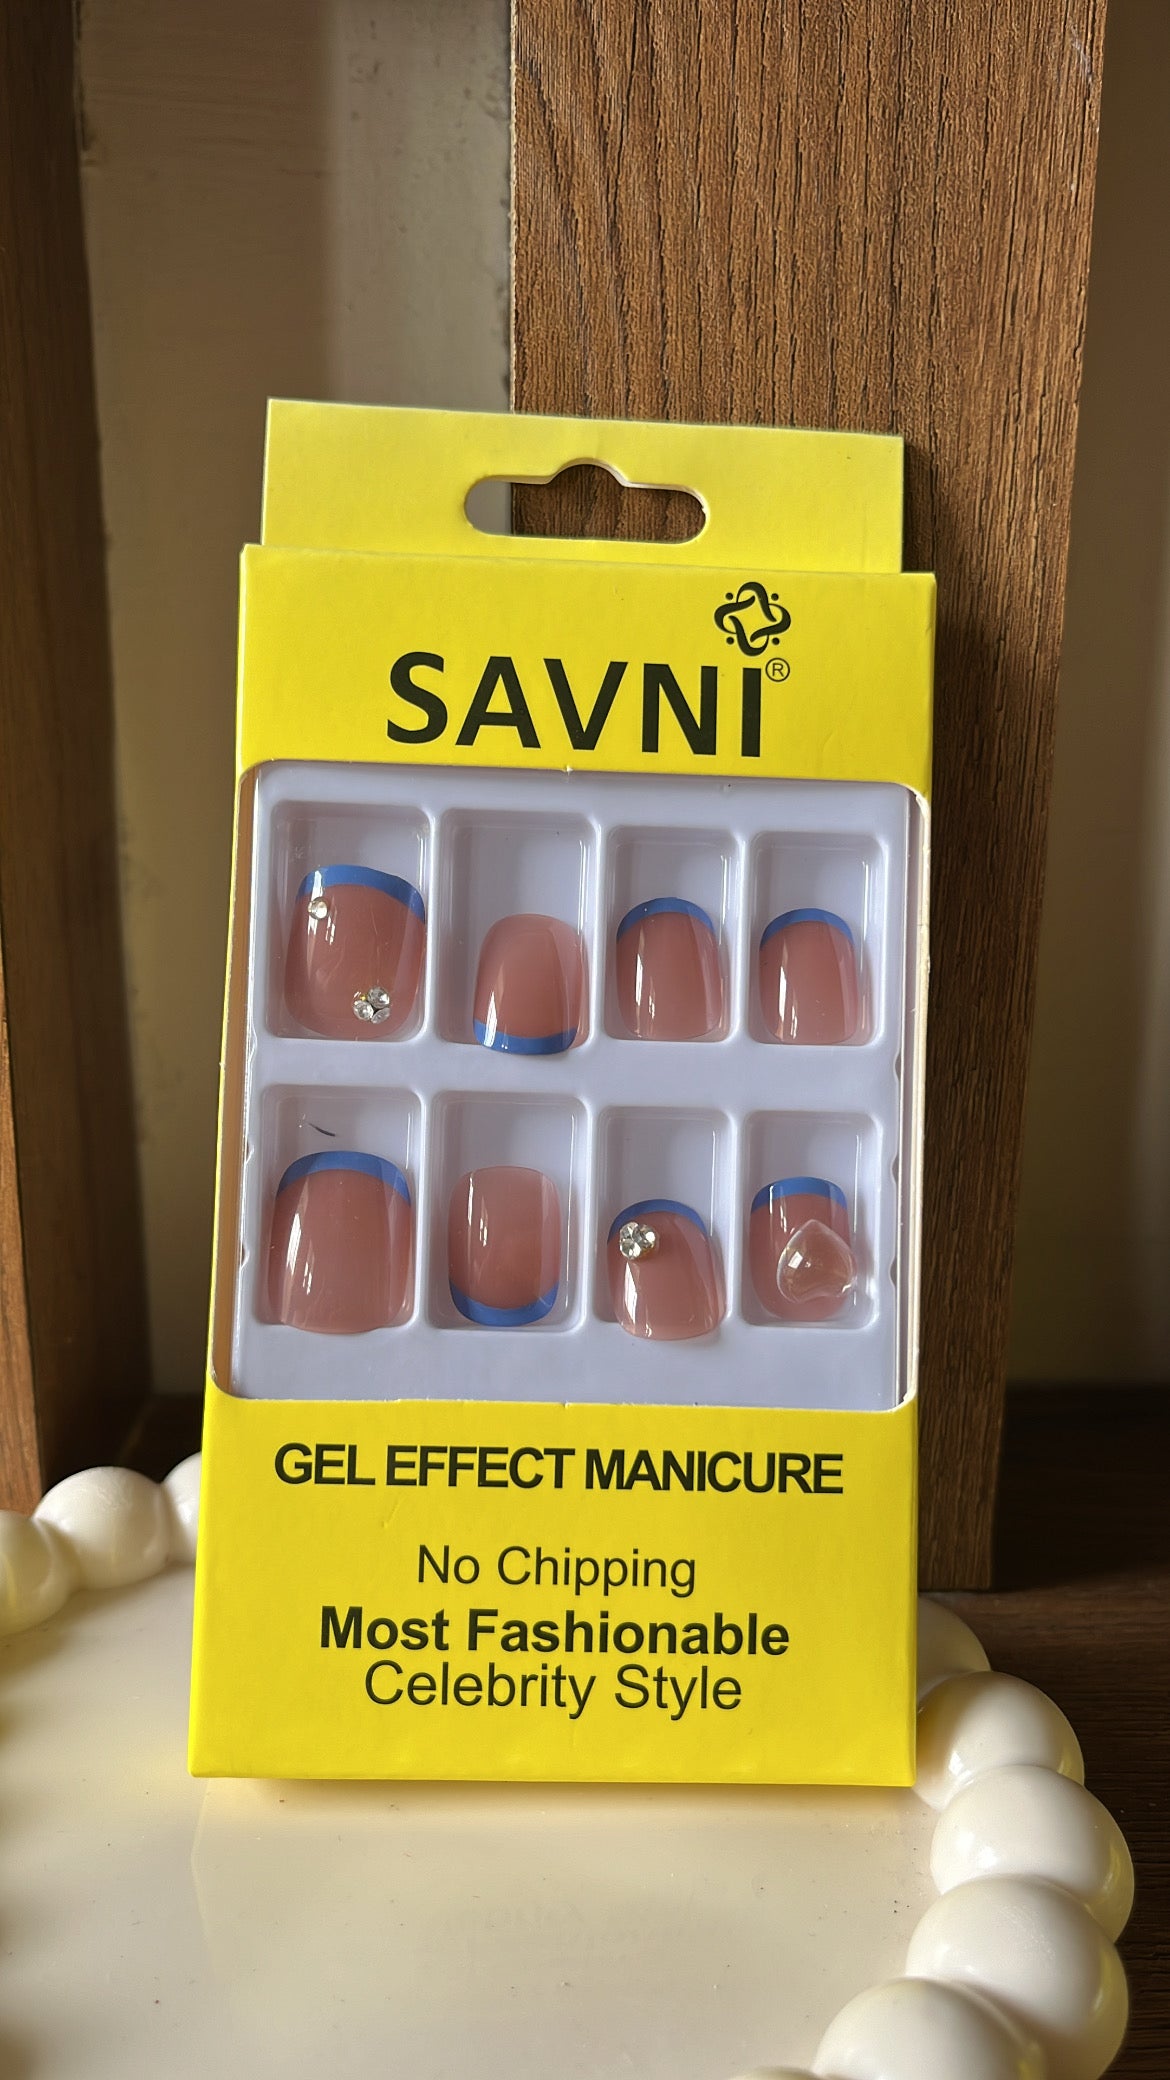 SAVNI®
GEL EFFECT MANICURE
No Chipping
Most Fashionable
Celebrity Style